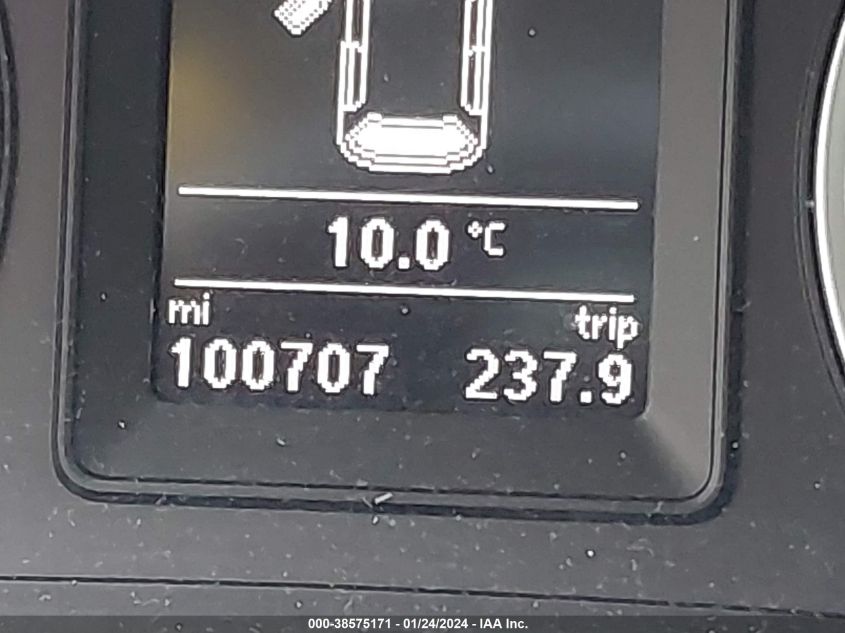 10.0 °C
mi trip
100707 237.9
000-38575171 - 01/24/2024 - IAA Inc.